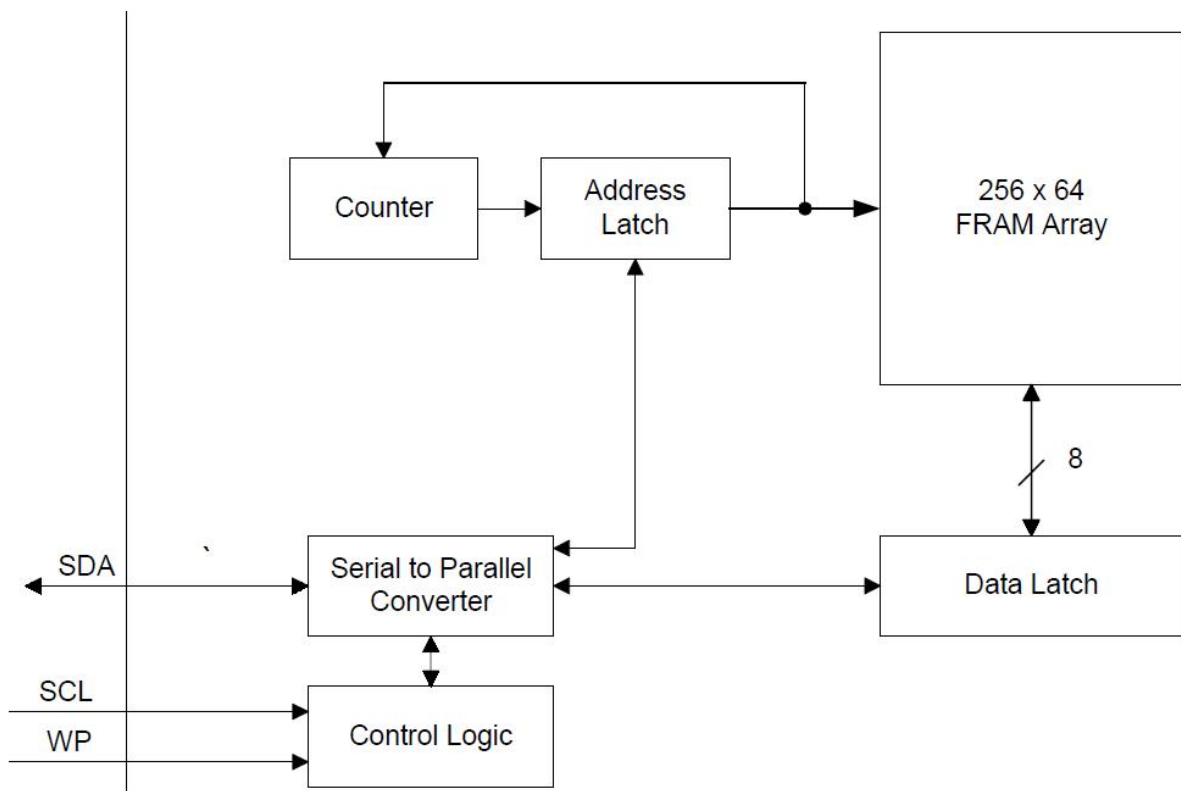 Counter
Address
Latch
256 x 64
FRAM Array
8
SDA
`
Serial to Parallel
Converter
Data Latch
SCL
WP
Control Logic